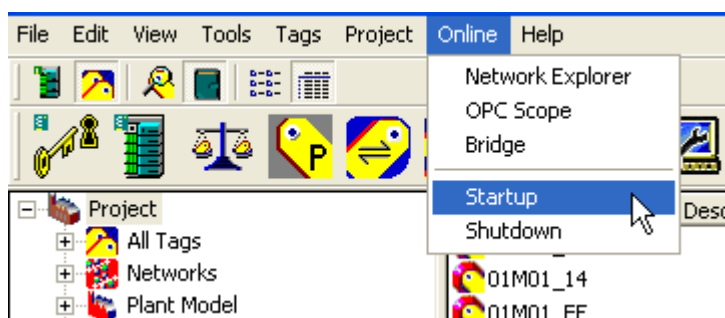 File Edit View Tools Tags Project Online Help
Network Explorer
OPC Scope
Bridge
P
Startup
Shutdown
Project
All Tags
Networks
Plant Model
01M01_14
01M01_FF